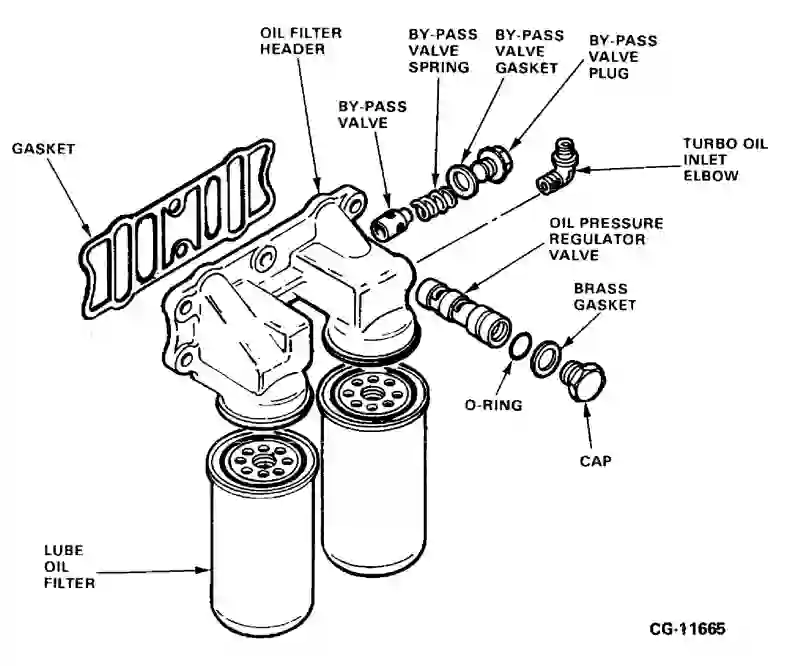 OIL FILTER
HEADER
BY-PASS
VALVE
SPRING
BY-PASS
VALVE
GASKET
BY-PASS
VALVE
PLUG
BY-PASS
VALVE
GASKET
TURBO OIL
INLET
ELBOW
OIL PRESSURE
REGULATOR
VALVE
BRASS
GASKET
O-RING
CAP
LUBE
OIL
FILTER
CG-11665